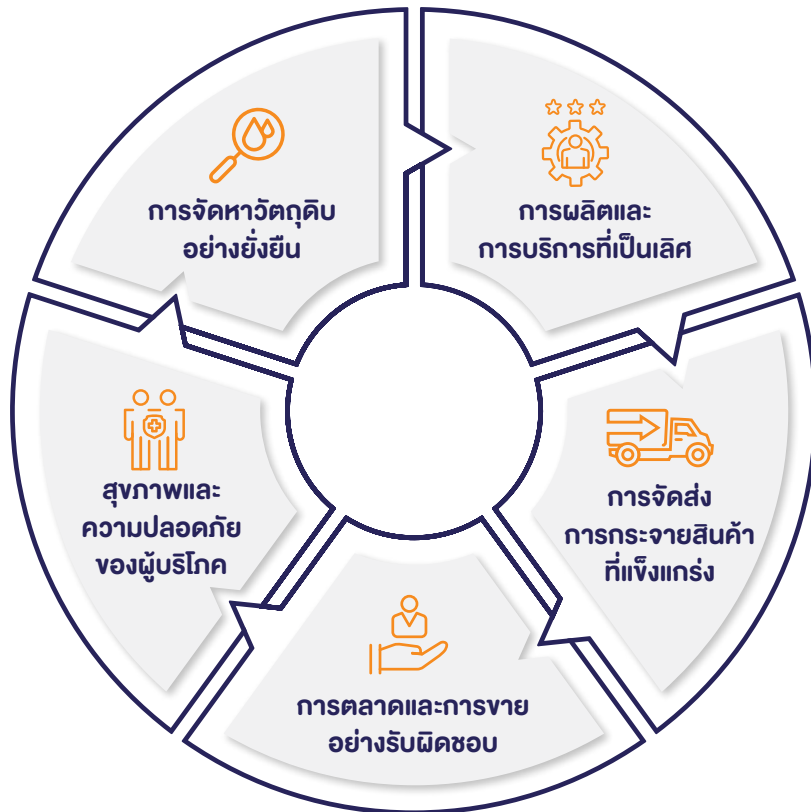 การจัดหาวัตถุดิบ
อย่างยั่งยืน
การผลิตและ
การบริการที่เป็นเลิศ
การจัดส่ง
การกระจายสินค้า
ที่แข็งแกร่ง
การตลาดและการขาย
อย่างรับผิดชอบ
สุขภาพและ
ความปลอดภัย
ของผู้บริโภค